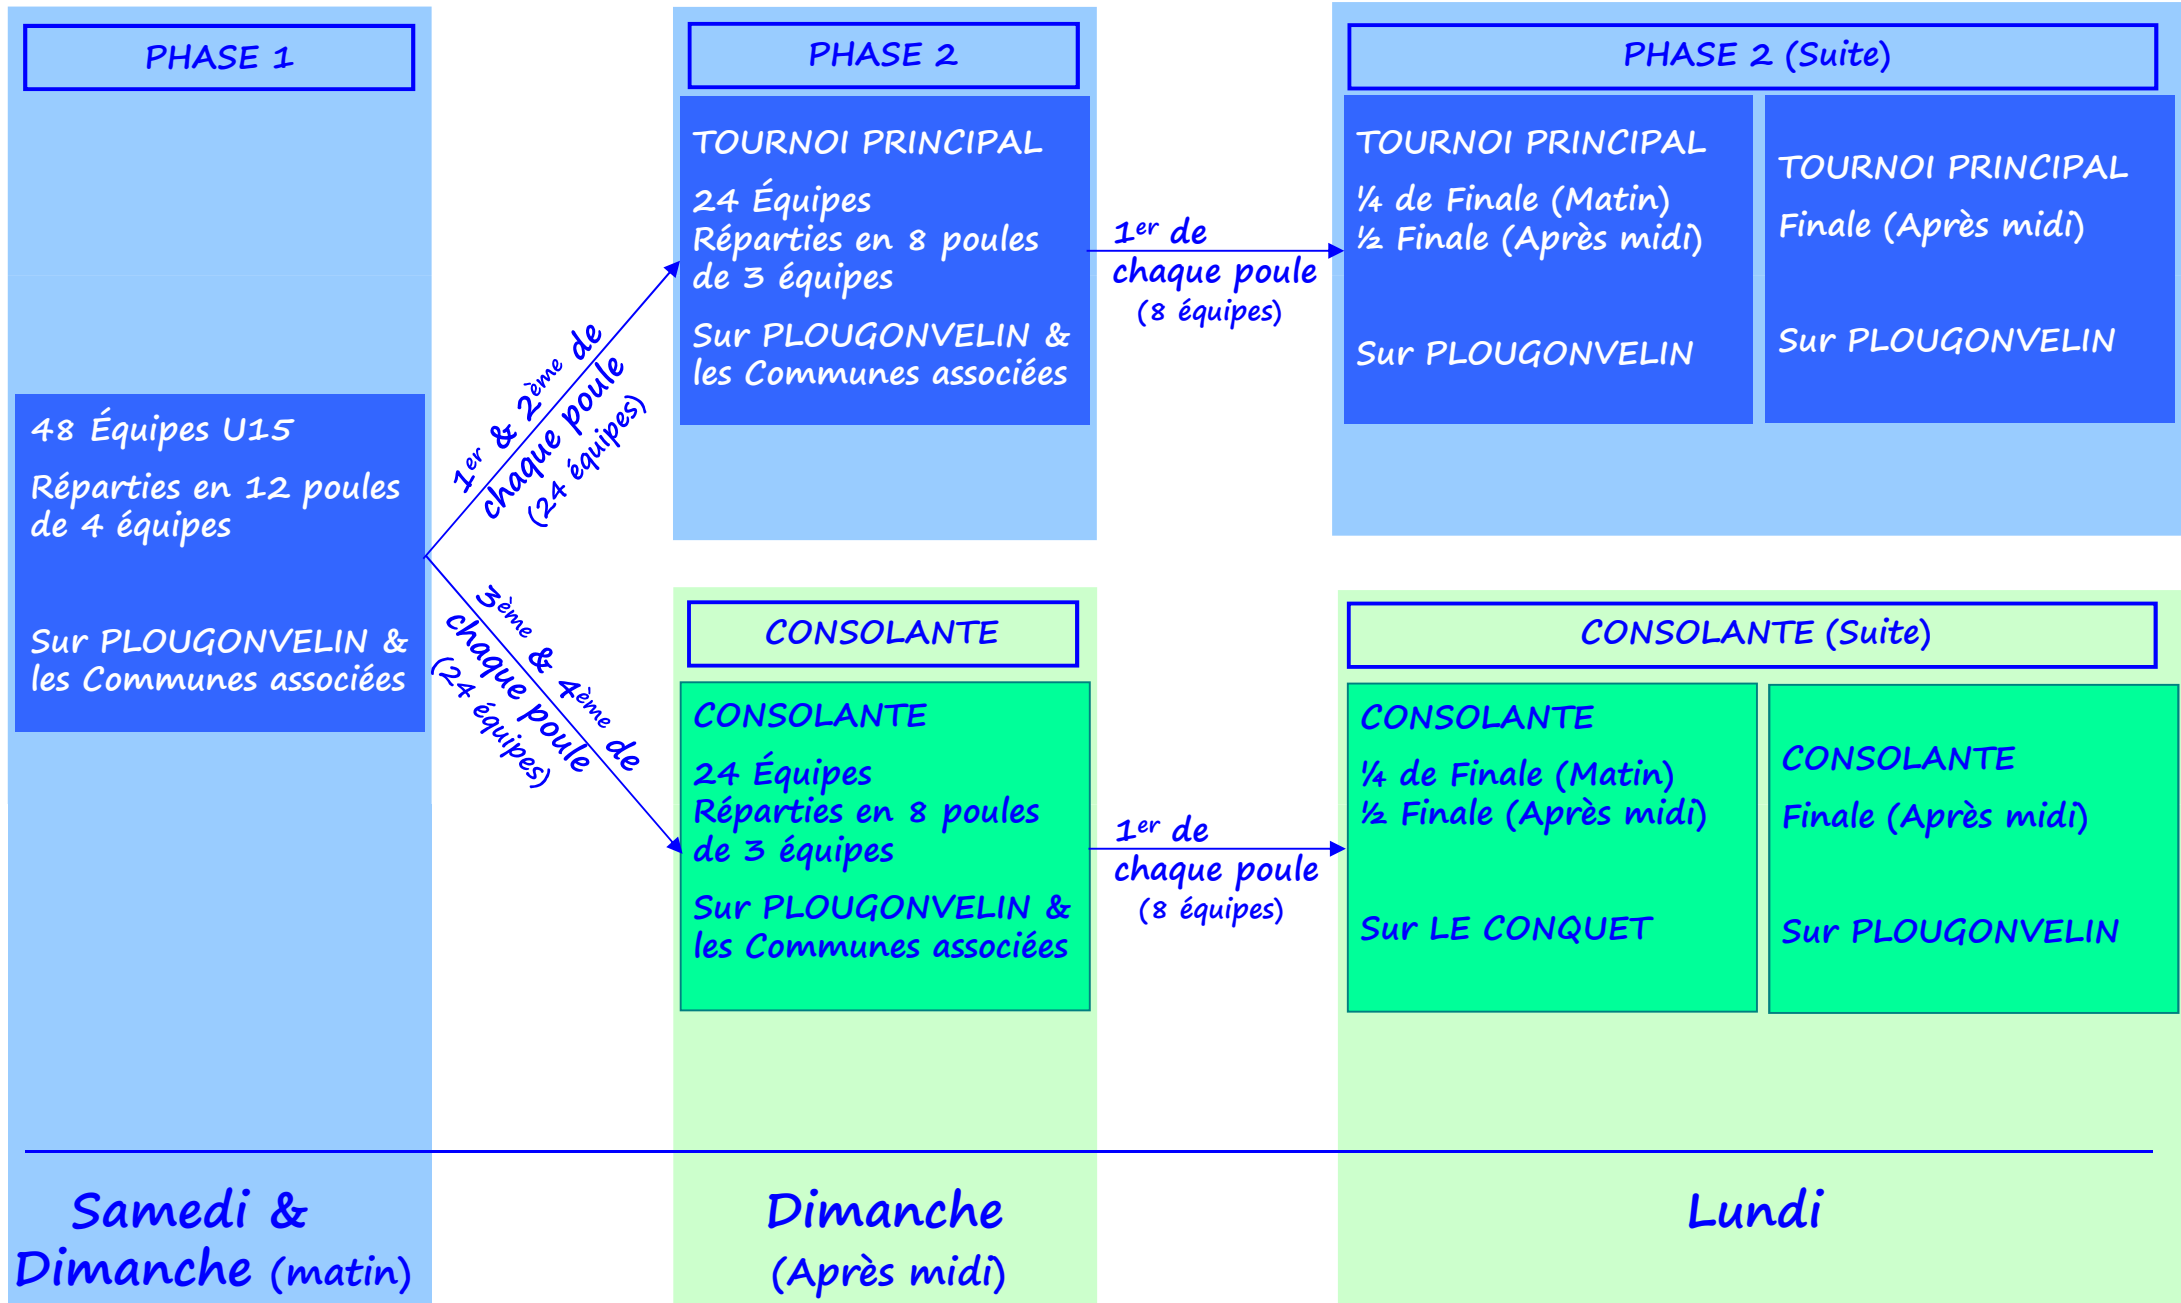 PHASE 1
48 Équipes U15
Réparties en 12 poules
de 4 équipes
Sur PLOUGONVELIN &
les Communes associées
1er & 2ème de
chaque poule
(24 équipes)
3ème & 4ème de
chaque poule
(24 équipes)
PHASE 2
TOURNOI PRINCIPAL
24 Équipes
Réparties en 8 poules
de 3 équipes
Sur PLOUGONVELIN &
les Communes associées
1er de
chaque poule
(8 équipes)
PHASE 2 (Suite)
TOURNOI PRINCIPAL
¼ de Finale (Matin)
½ Finale (Après midi)
Sur PLOUGONVELIN
TOURNOI PRINCIPAL
Finale (Après midi)
Sur PLOUGONVELIN
CONSOLANTE
CONSOLANTE
24 Équipes
Réparties en 8 poules
de 3 équipes
Sur PLOUGONVELIN &
les Communes associées
1er de
chaque poule
(8 équipes)
CONSOLANTE (Suite)
CONSOLANTE
¼ de Finale (Matin)
½ Finale (Après midi)
Sur LE CONQUET
CONSOLANTE
Finale (Après midi)
Sur PLOUGONVELIN
Samedi &
Dimanche (matin)
Dimanche
(Après midi)
Lundi